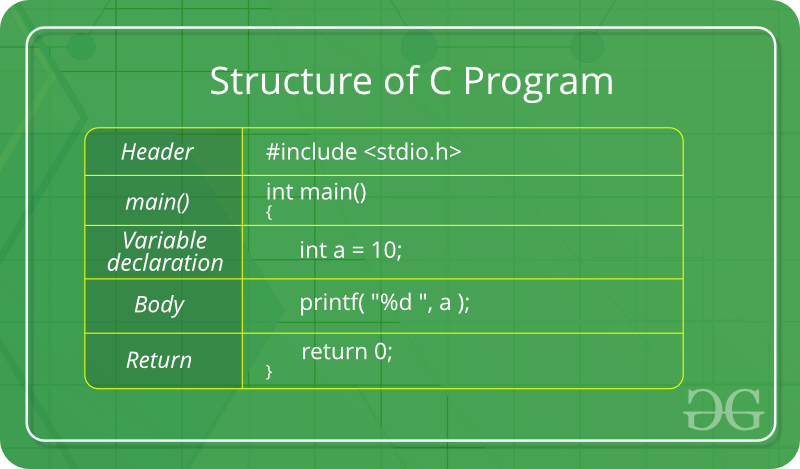 Structure of C Program
Header
#include <stdio.h>
main()
int main()
{
Variable
declaration
int a = 10;
Body
printf( "%d ", a );
Return
return 0;
}